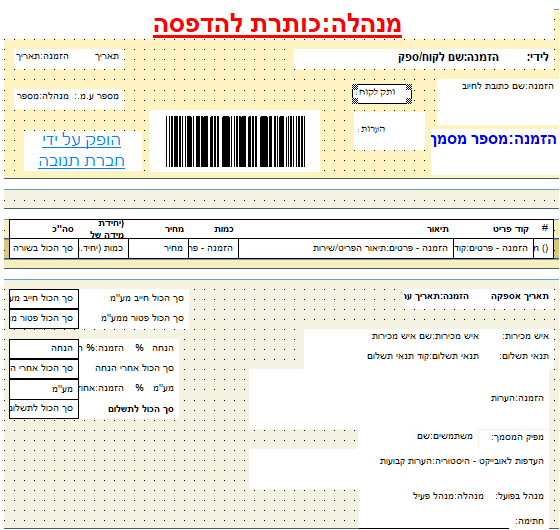 מנהלה:כותרת להדפסה
לידי: הזמנה:שם לקוח/ספק
תאריך הזמנה:תאריך
הזמנה:שם כתובת לחיוב
ותק לקוח:
מספר ע.מ.: מנהלה:מספר
הערות:
הזמנה:מספר מסמך
הופק על ידי
חברת תנובה
# קוד פריט תיאור כמות מחיר (יחידת מידה של סה"כ
() הזמנה - פרטים:קוד הזמנה - פרטים:תיאור הפריט/שירות הזמנה - פר מחיר כמות (יחיד. סך הכול בשורה
תאריך אספקה הזמנה:תאריך
סך הכול חייב מע"מ סך הכול חייב מע
סך הכול פטור ממע"מ סך הכול פטור מ
איש מכירות: איש מכירות:שם איש מכירות
תנאי תשלום: תנאי תשלום:קוד תנאי תשלום
הנחה % הזמנה:% הנחה
סך הכול אחרי הנחה סך הכול אחרי ה
מע"מ % הזמנה:אחוז מע"מ
סך הכול לתשלום סך הכול לתשלום
הזמנה:הערות
מפיק המסמך: משתמשים:שם
העדפות לאובייקט - היסטוריה:הערות קבועות
מנהל בפועל: מנהלה:מנהל פעיל
חתימה: